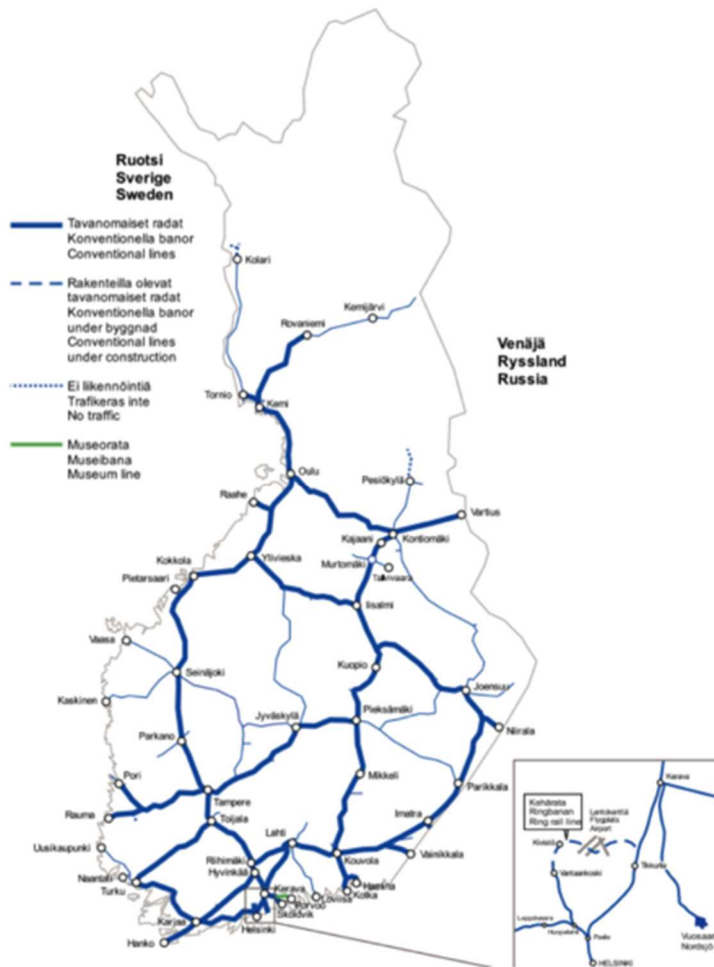 Ruotsi
Sverige
Sweden
Tavanomaiset radat
Konventionella banor
Conventional lines
Rakenteilla olevat
tavanomaiset radat
Konventionella banor
under byggnad
Conventional lines
under construction
Ei liikennöintiä
Trafikeras inte
No traffic
Museorata
Museibana
Museum line
Venäjä
Ryssland
Russia
Kolari
Kemijärvi
Rovaniemi
Tornio
Kemi
Oulu
Pesiökylä
Raahe
Vartius
Kajaani
Kontiomäki
Ylivieska
Murtomäki
Talvivaara
Kokkola
Pietarsaari
Iisalmi
Vaasa
Seinäjoki
Kuopio
Joensuu
Kaskinen
Jyväskylä
Pieksämäki
Niirala
Parkano
Pori
Mikkeli
Parikkala
Rauma
Tampere
Toijala
Imatra
Uusikaupunki
Lahti
Riihimäki
Kouvola
Vainikkala
Hyvinkää
Naantali
Turku
Kerava
Hamina
Porvoo
Loviisa
Kotka
Sköldvik
Karjaa
Helsinki
Hanko
Kerava
Kehärata
Ringbanan
Ring rail line
Lentokenttä
Flygplats
Airport
Kivistö
Vantaankoski
Tikkurila
Leppävaara
Huopalahti
Pasila
Vuosaari
Nordsjö
HELSINKI